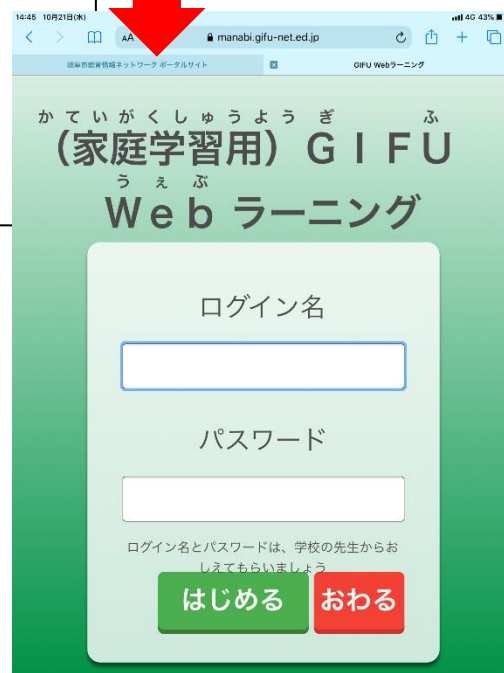 14:45 10月21日(水)
4G 43%
AA manabi.gifu-net.ed.jp
岐阜市教育情報ネットワーク ポータルサイト
GIFU Webラーニング
かていがくしゅうよう ぎふ
(家庭学習用)GIFU
うぇぶ
Web ラーニング
ログイン名
パスワード
ログイン名とパスワードは、学校の先生からお
しえてもらいましょう
はじめる おわる